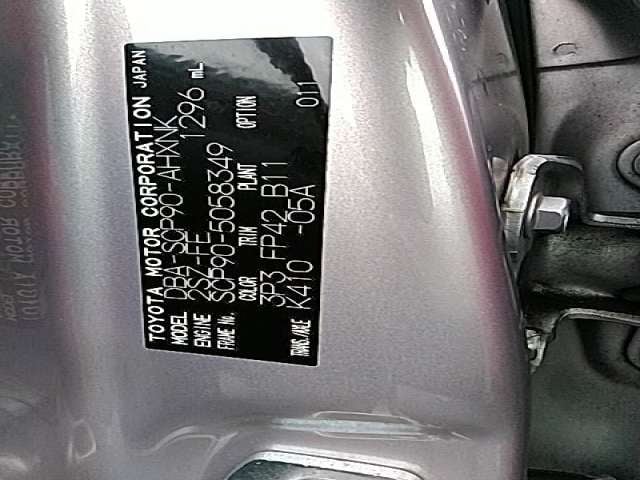 TOYOTA MOTOR CORPORATION JAPAN
MODEL DBA-SCP90-AHXNK
ENGINE 2SZ-FE 1296 mL
FRAME No. SCP90-5058349
COLOR TRIM PLANT OPTION
3P3 FP42 B11 011
TRANS./AXLE K410 -05A